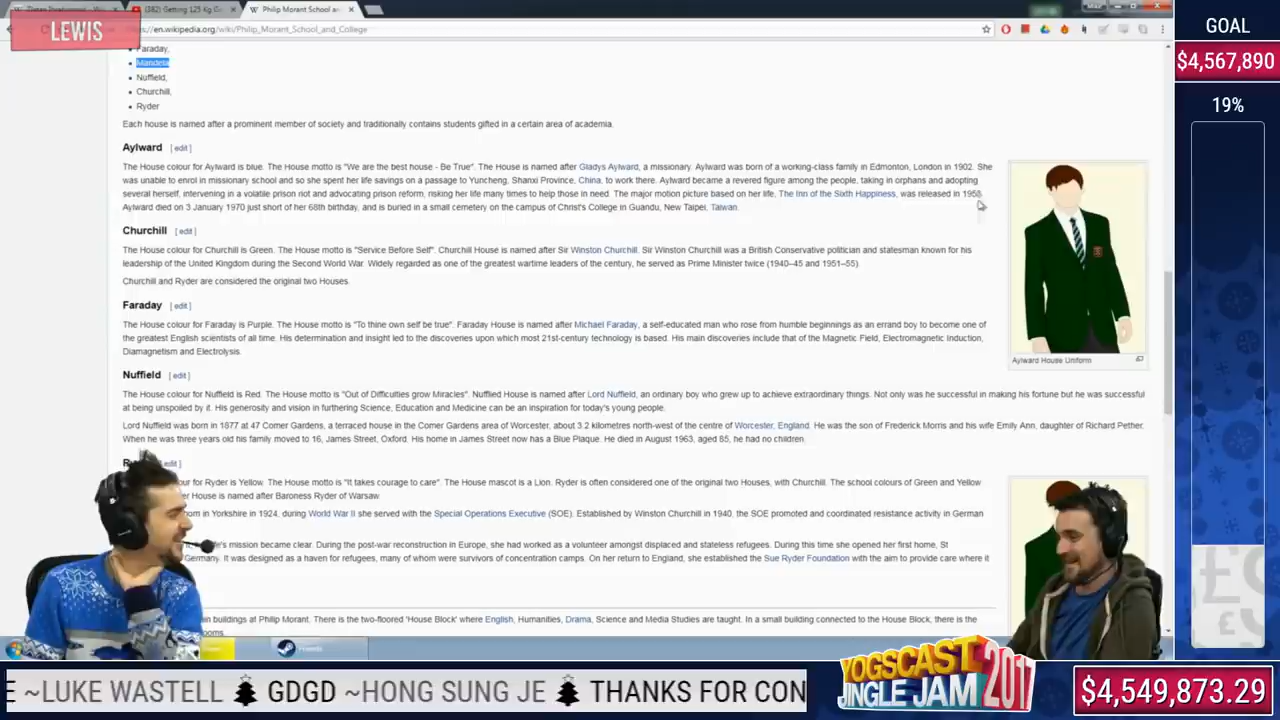 LEWIS
(382) Getting 125 Kg G
Philip Morant School an
en.wikipedia.org/wiki/Philip_Morant_School_and_College
GOAL
$4,567,890
19%
Faraday,
Mandela
Nuffield,
Churchill,
Ryder
Each house is named after a prominent member of society and traditionally contains students gifted in a certain area of academia.
Aylward [ edit ]
The House colour for Aylward is blue. The House motto is "We are the best house - Be True". The House is named after Gladys Aylward, a missionary. Aylward was born of a working-class family in Edmonton, London in 1902. She
was unable to enrol in missionary school and so she spent her life savings on a passage to Yuncheng, Shanxi Province, China, to work there. Aylward became a revered figure among the people, taking in orphans and adopting
several herself, intervening in a volatile prison riot and advocating prison reform, risking her life many times to help those in need. The major motion picture based on her life, The Inn of the Sixth Happiness, was released in 1958.
Aylward died on 3 January 1970 just short of her 68th birthday, and is buried in a small cemetery on the campus of Christ's College in Guandu, New Taipei, Taiwan.
Aylward House Uniform
Churchill [ edit ]
The House colour for Churchill is Green. The House motto is "Service Before Self". Churchill House is named after Sir Winston Churchill. Sir Winston Churchill was a British Conservative politician and statesman known for his
leadership of the United Kingdom during the Second World War. Widely regarded as one of the greatest wartime leaders of the century, he served as Prime Minister twice (1940–45 and 1951–55).
Churchill and Ryder are considered the original two Houses.
Faraday [ edit ]
The House colour for Faraday is Purple. The House motto is "To thine own self be true". Faraday House is named after Michael Faraday, a self-educated man who rose from humble beginnings as an errand boy to become one of
the greatest English scientists of all time. His determination and insight led to the discoveries upon which most 21st-century technology is based. His main discoveries include that of the Magnetic Field, Electromagnetic Induction,
Diamagnetism and Electrolysis.
Nuffield [ edit ]
The House colour for Nuffield is Red. The House motto is "Out of Difficulties grow Miracles". Nuffied House is named after Lord Nuffield, an ordinary boy who grew up to achieve extraordinary things. Not only was he successful in making his fortune but he was successful
at being unspoiled by it. His generosity and vision in furthering Science, Education and Medicine can be an inspiration for today's young people.
Lord Nuffield was born in 1877 at 47 Comer Gardens, a terraced house in the Comer Gardens area of Worcester, about 3.2 kilometres north-west of the centre of Worcester, England. He was the son of Frederick Morris and his wife Emily Ann, daughter of Richard Pether.
When he was three years old his family moved to 16, James Street, Oxford. His home in James Street now has a Blue Plaque. He died in August 1963, aged 85, he had no children.
[ edit ]
our for Ryder is Yellow. The House motto is "It takes courage to care". The House mascot is a Lion. Ryder is often considered one of the original two Houses, with Churchill. The school colours of Green and Yellow
er House is named after Baroness Ryder of Warsaw.
orn in Yorkshire in 1924, during World War II she served with the Special Operations Executive (SOE). Established by Winston Churchill in 1940, the SOE promoted and coordinated resistance activity in German
fe's mission became clear. During the post-war reconstruction in Europe, she had worked as a volunteer amongst displaced and stateless refugees. During this time she opened her first home, St
Germany. It was designed as a haven for refugees, many of whom were survivors of concentration camps. On her return to England, she established the Sue Ryder Foundation with the aim to provide care where it
in buildings at Philip Morant. There is the two-floored 'House Block' where English, Humanities, Drama, Science and Media Studies are taught. In a small building connected to the House Block, there is the
ooms.
Friends
E ~LUKE WASTELL GDGD ~HONG SUNG JE THANKS FOR CON
YOGSCAST
JINGLE JAM 2017
$4,549,873.29